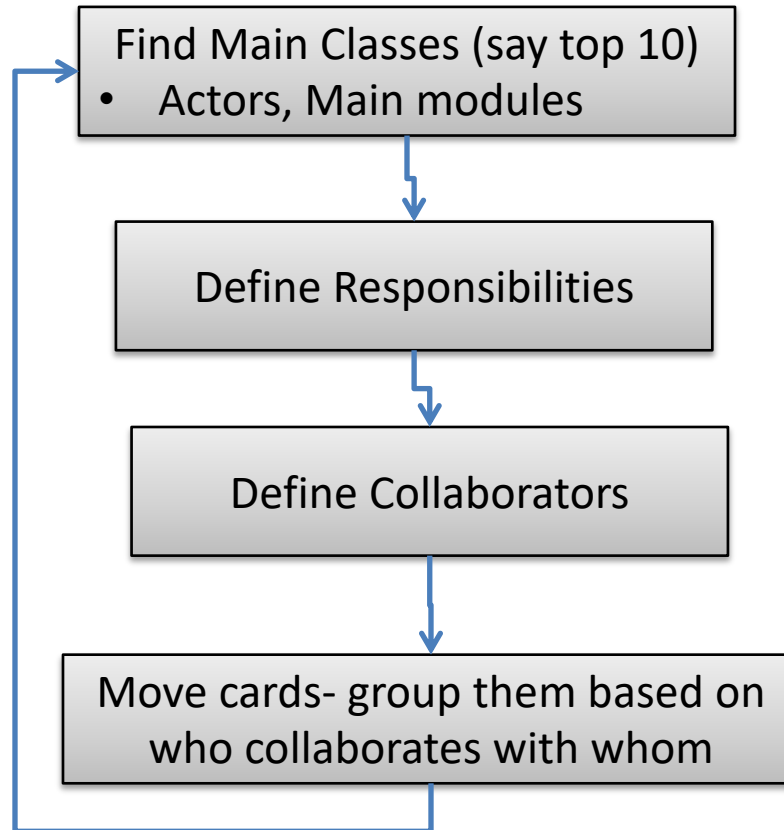 Find Main Classes (say top 10)
• Actors, Main modules
Define Responsibilities
Define Collaborators
Move cards- group them based on
who collaborates with whom